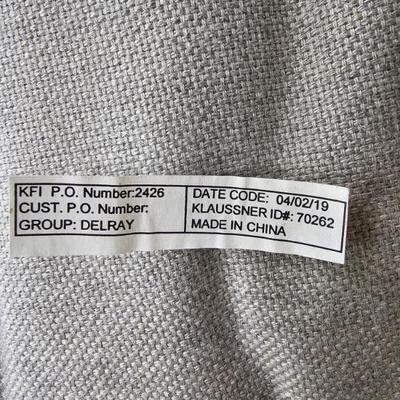 KFI P.O. Number:2426
CUST. P.O. Number:
GROUP: DELRAY
DATE CODE: 04/02/19
KLAUSSNER ID#: 70262
MADE IN CHINA